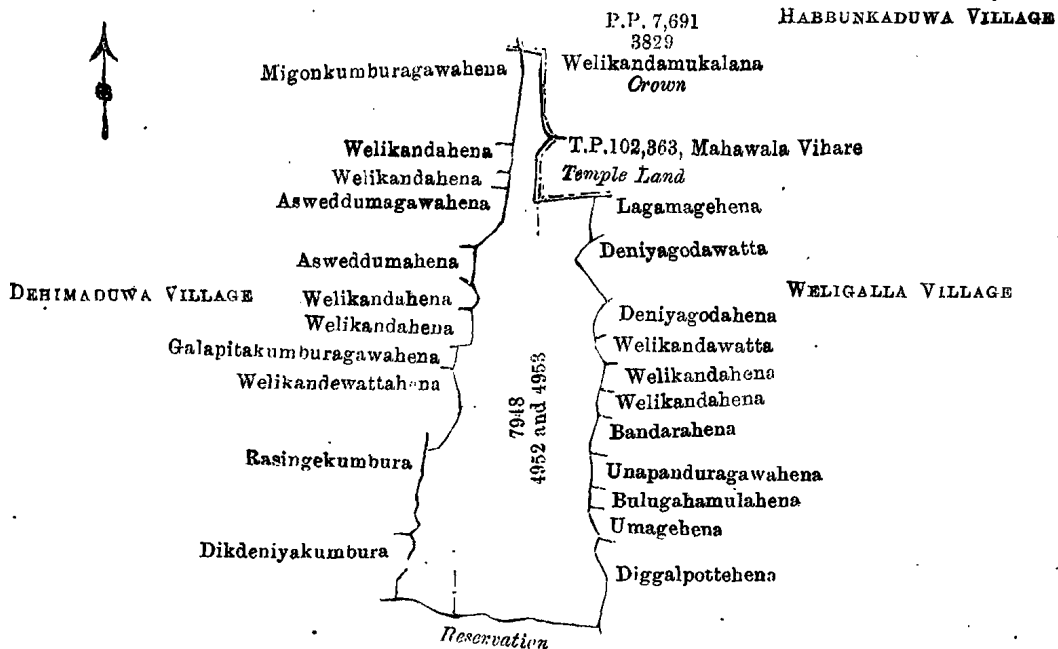 P.P. 7,691
HABBUNKADUWA VILLAGE
3829
Migonkumburagawahena
Welikandamukalana
Crown
Welikandahena
T.P.102,363, Mahawala Vihare
Welikandahena
Temple Land
Asweddumagawahena
Lagamagehena
Asweddumahena
Deniyagodawatta
DEHIMADUWA VILLAGE
Welikandahena
WELIGALLA VILLAGE
Welikandahena
Deniyagodahena
Galapitakumburagawahena
Welikandawatta
Welikandewattahena
Welikandahena
Welikandahena
7948
4952 and 4953
Bandarahena
Rasingekumbura
Unapanduragawahena
Bulugahamulahena
Umagehena
Dikdeniyakumbura
Diggalpottehena
Reservation